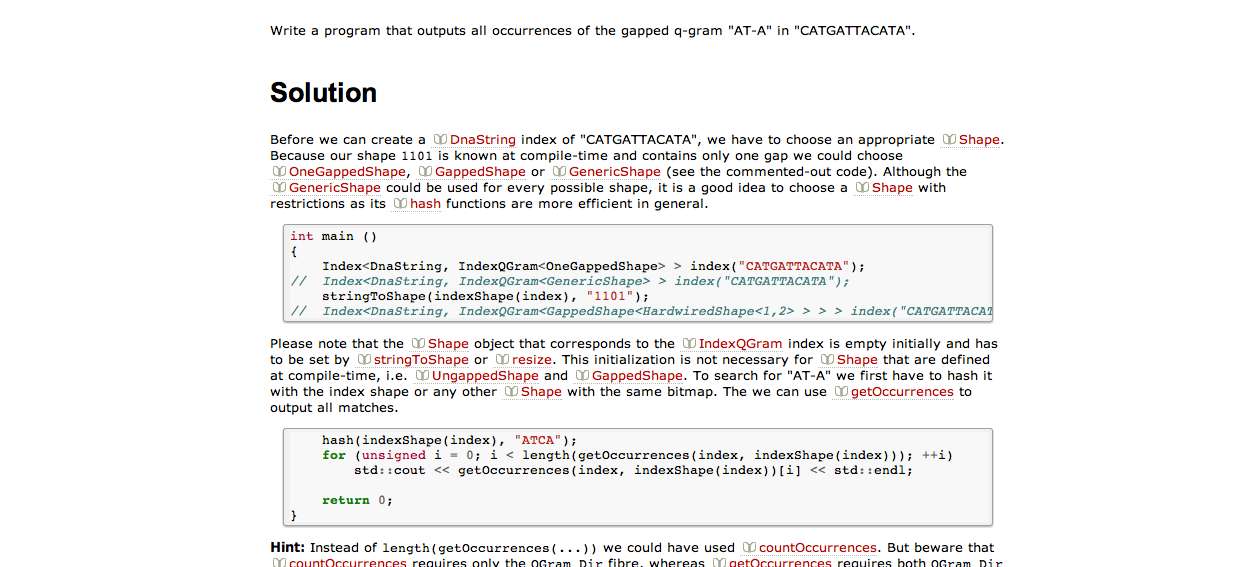 Write a program that outputs all occurrences of the gapped q-gram "AT-A" in "CATGATTACATA".
Solution
Before we can create a DnaString index of "CATGATTACATA", we have to choose an appropriate Shape.
Because our shape 1101 is known at compile-time and contains only one gap we could choose
OneGappedShape, GappedShape or GenericShape (see the commented-out code). Although the
GenericShape could be used for every possible shape, it is a good idea to choose a Shape with
restrictions as its hash functions are more efficient in general.
int main ()
{
    Index<DnaString, IndexQGram<OneGappedShape> > index("CATGATTACATA");
//  Index<DnaString, IndexQGram<GenericShape> > index("CATGATTACATA");
    stringToShape(indexShape(index), "1101");
//  Index<DnaString, IndexQGram<GappedShape<HardwiredShape<1,2> > > > index("CATGATTACAT
Please note that the Shape object that corresponds to the IndexQGram index is empty initially and has
to be set by stringToShape or resize. This initialization is not necessary for Shape that are defined
at compile-time, i.e. UngappedShape and GappedShape. To search for "AT-A" we first have to hash it
with the index shape or any other Shape with the same bitmap. The we can use getOccurrences to
output all matches.
    hash(indexShape(index), "ATCA");
    for (unsigned i = 0; i < length(getOccurrences(index, indexShape(index))); ++i)
        std::cout << getOccurrences(index, indexShape(index))[i] << std::endl;
    return 0;
}
Hint: Instead of length(getOccurrences(...)) we could have used countOccurrences. But beware that
countOccurrences requires only the QGram_Dir fibre, whereas getOccurrences requires both QGram_Dir